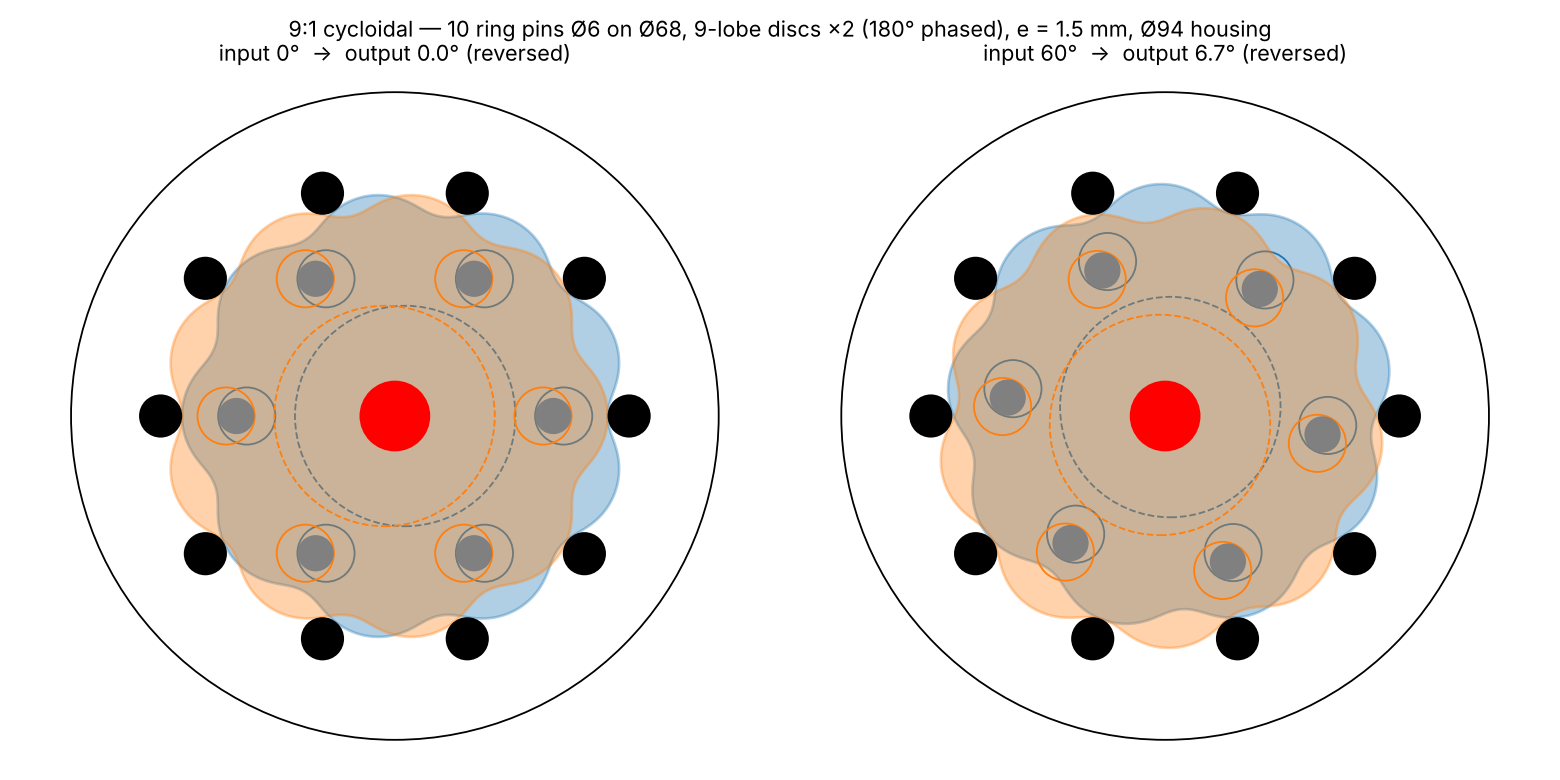 9:1 cycloidal — 10 ring pins Ø6 on Ø68, 9-lobe discs ×2 (180° phased), e = 1.5 mm, Ø94 housing
input 0° → output 0.0° (reversed)
input 60° → output 6.7° (reversed)